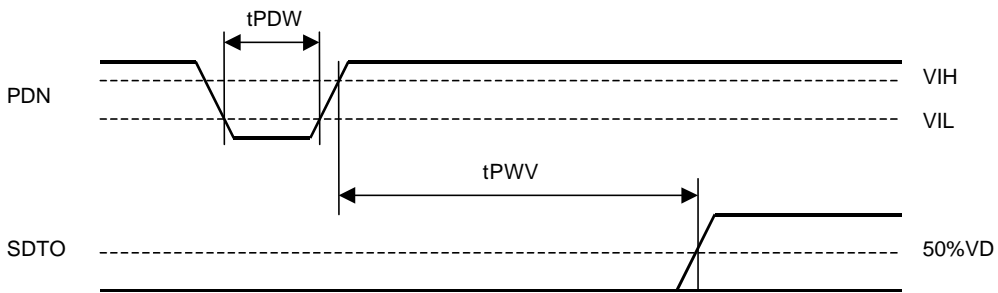 tPDW
PDN
VIH
VIL
tPWV
SDTO
50%VD